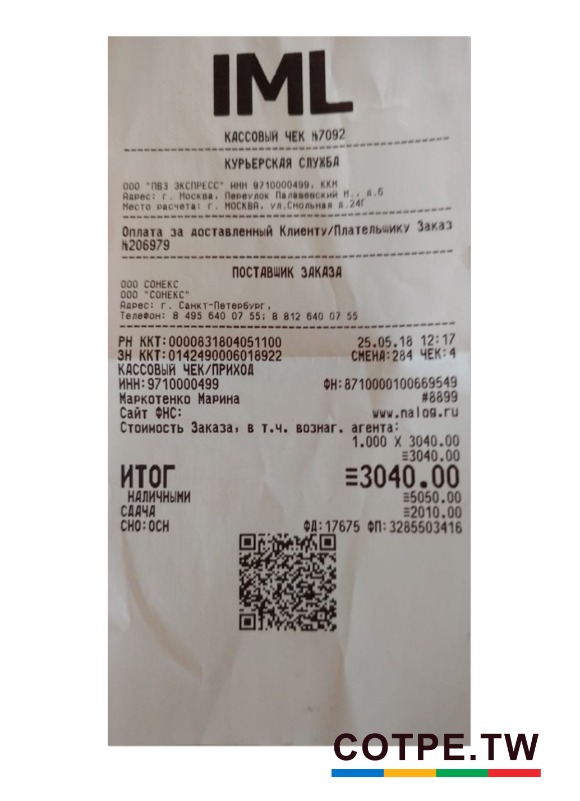 IML
КАССОВЫЙ ЧЕК №7092
КУРЬЕРСКАЯ СЛУЖБА
ООО "ПВЗ ЭКСПРЕСС" ИНН 9710000499, ККМ
Адрес: г. Москва, Переулок Палашевский М., д.6
Место расчета: г. МОСКВА, ул.Смольная д.24Г
Оплата за доставленный Клиенту/Плательщику Заказ
№206979
ПОСТАВЩИК ЗАКАЗА
ООО СОНЕКС
ООО "СОНЕКС"
Адрес: г. Санкт-Петербург,
Телефон: 8 495 640 07 55; 8 812 640 07 55
РН ККТ:0000831804051100 25.05.18 12:17
ЗН ККТ:0142490006018922 СМЕНА:284 ЧЕК:4
КАССОВЫЙ ЧЕК/ПРИХОД
ИНН:9710000499 ФН:8710000100669549
Маркотенко Марина #8899
Сайт ФНС: www.nalog.ru
Стоимость Заказа, в т.ч. вознаг. агента:
1.000 X 3040.00
≡3040.00
ИТОГ ≡3040.00
НАЛИЧНЫМИ ≡5050.00
СДАЧА ≡2010.00
СНО:ОСН ФД:17675 ФП:3285503416
COTPE.TW